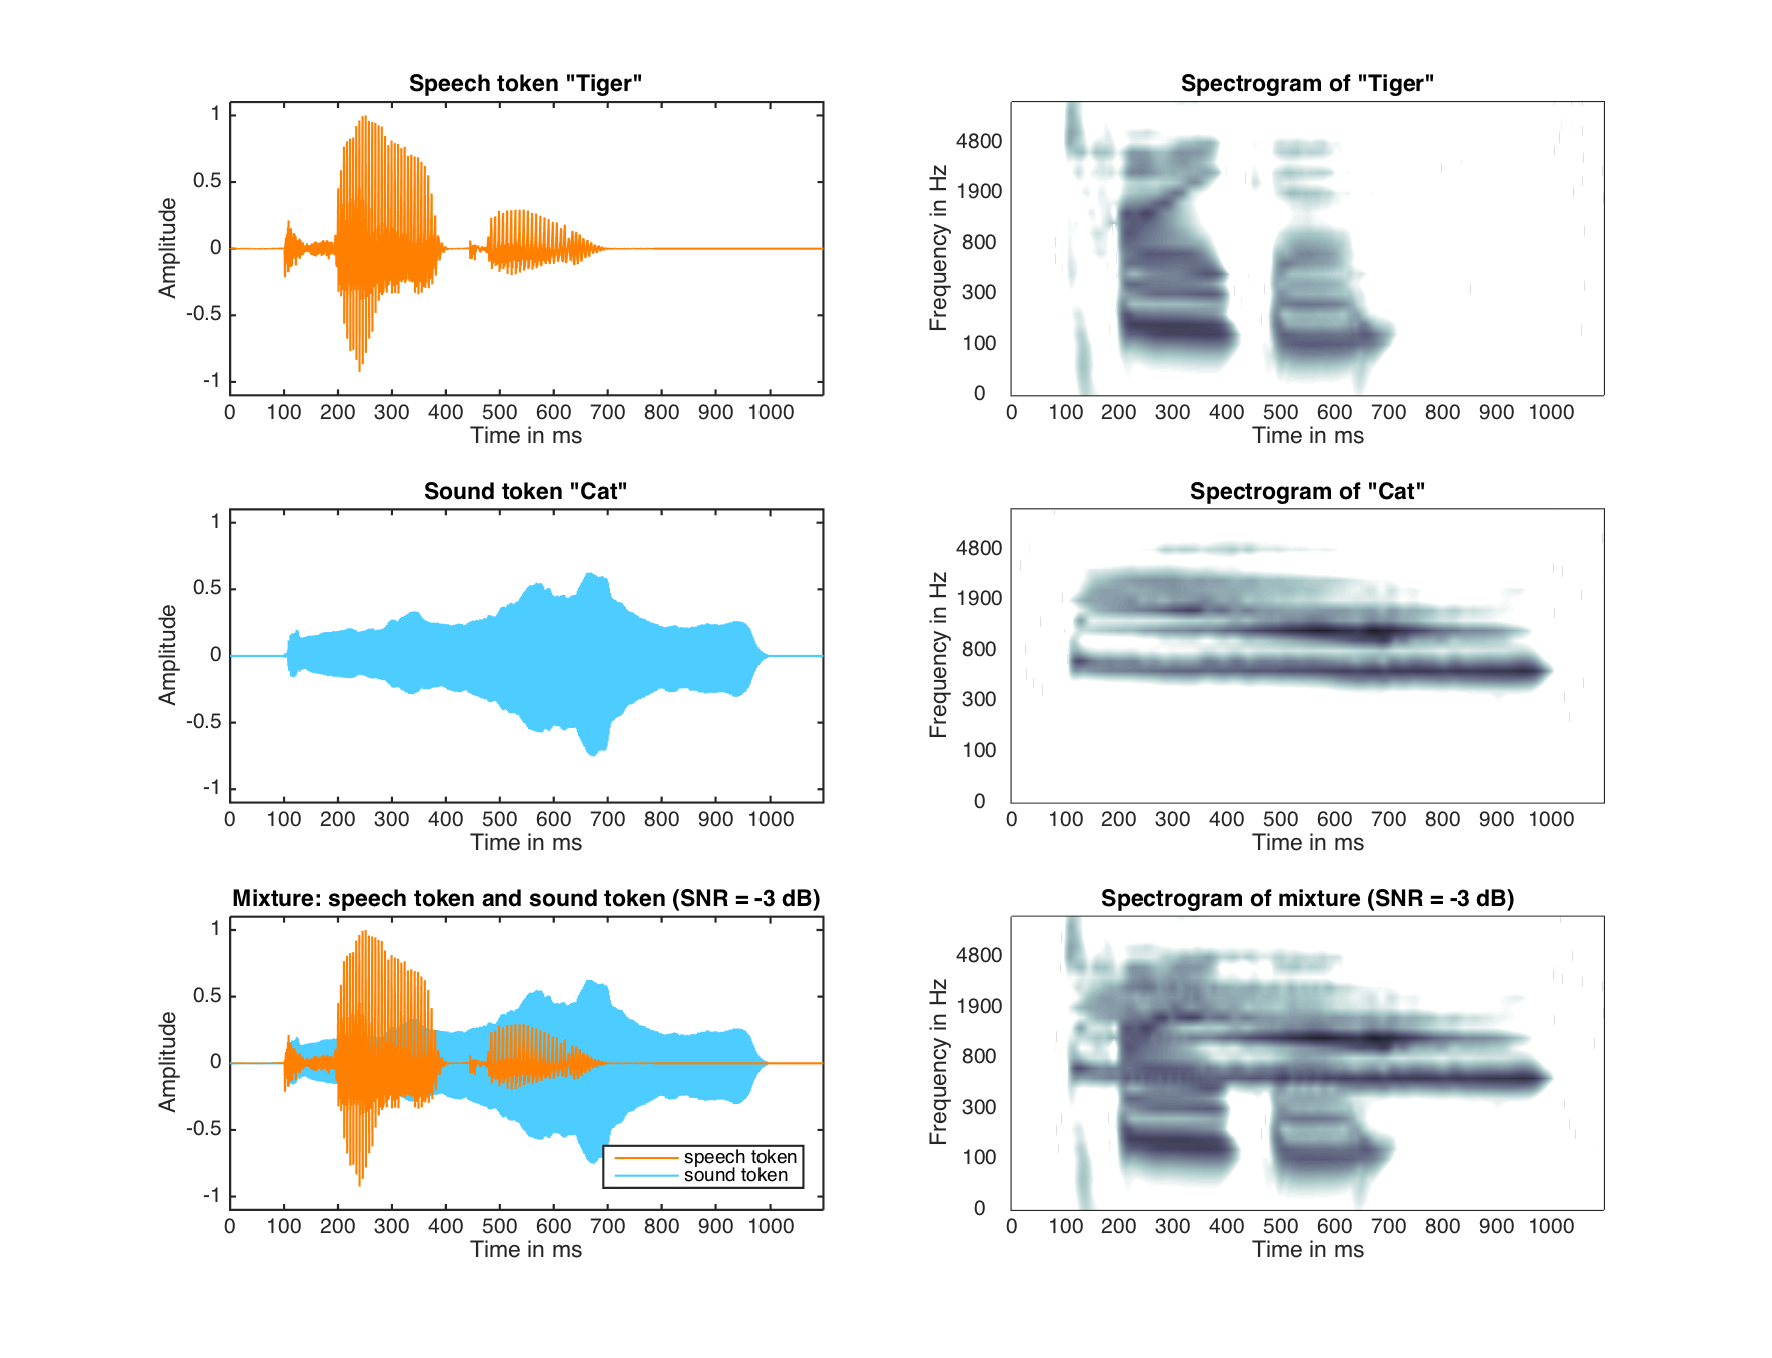 Speech token "Tiger"
1
0.5
0
-0.5
-1
Amplitude
0 100 200 300 400 500 600 700 800 900 1000
Time in ms
Spectrogram of "Tiger"
4800
1900
800
300
100
0
Frequency in Hz
0 100 200 300 400 500 600 700 800 900 1000
Time in ms
Sound token "Cat"
1
0.5
0
-0.5
-1
Amplitude
0 100 200 300 400 500 600 700 800 900 1000
Time in ms
Spectrogram of "Cat"
4800
1900
800
300
100
0
Frequency in Hz
0 100 200 300 400 500 600 700 800 900 1000
Time in ms
Mixture: speech token and sound token (SNR = -3 dB)
1
0.5
0
-0.5
-1
Amplitude
speech token
sound token
0 100 200 300 400 500 600 700 800 900 1000
Time in ms
Spectrogram of mixture (SNR = -3 dB)
4800
1900
800
300
100
0
Frequency in Hz
0 100 200 300 400 500 600 700 800 900 1000
Time in ms